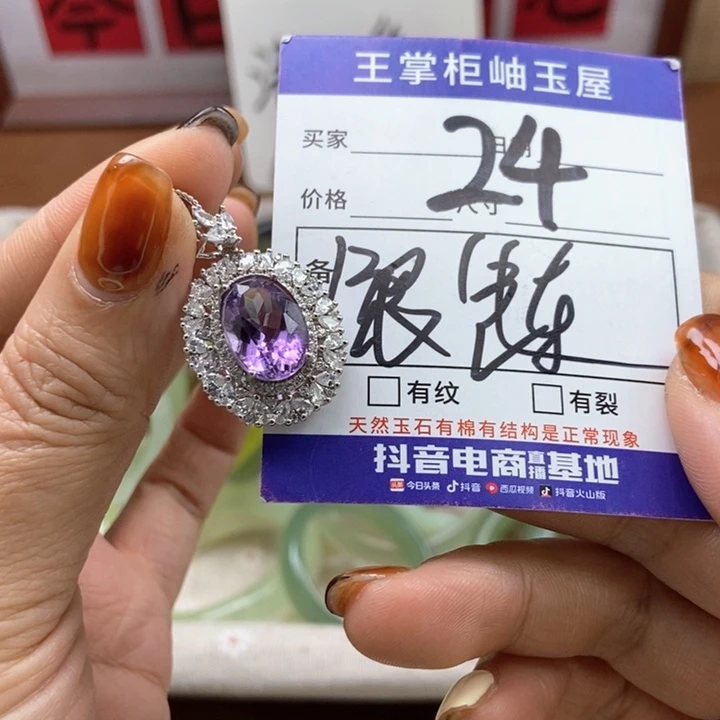 王掌柜岫玉屋
买家
24
价格
备
有纹
有裂
天然玉石有棉有结构是正常现象
抖音电商直播基地
今日头条 抖音 西瓜视频 抖音火山版